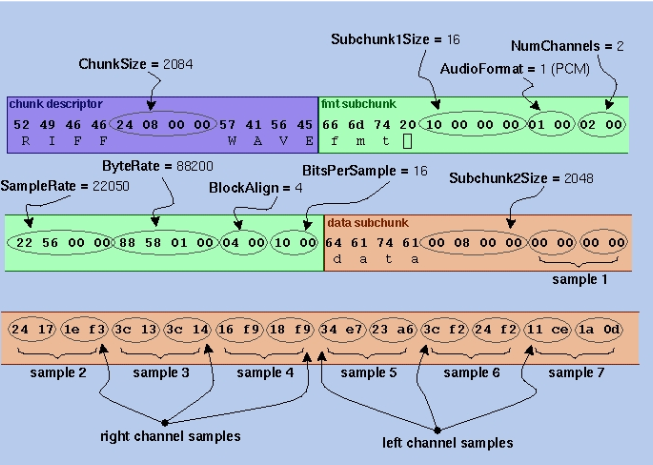 Subchunk1Size = 16
NumChannels = 2
ChunkSize = 2084
AudioFormat = 1 (PCM)
chunk descriptor
fmt subchunk
52 49 46 46 24 08 00 00 57 41 56 45 66 6d 74 20 10 00 00 00 01 00 02 00
R I F F W A V E f m t
ByteRate = 88200
BitsPerSample = 16
SampleRate = 22050
BlockAlign = 4
Subchunk2Size = 2048
data subchunk
22 56 00 00 88 58 01 00 04 00 10 00 64 61 74 61 00 08 00 00 00 00 00 00
d a t a
sample 1
24 17 1e f3 3c 13 3c 14 16 f9 18 f9 34 e7 23 a6 3c f2 24 f2 11 ce 1a 0d
sample 2 sample 3 sample 4 sample 5 sample 6 sample 7
right channel samples
left channel samples